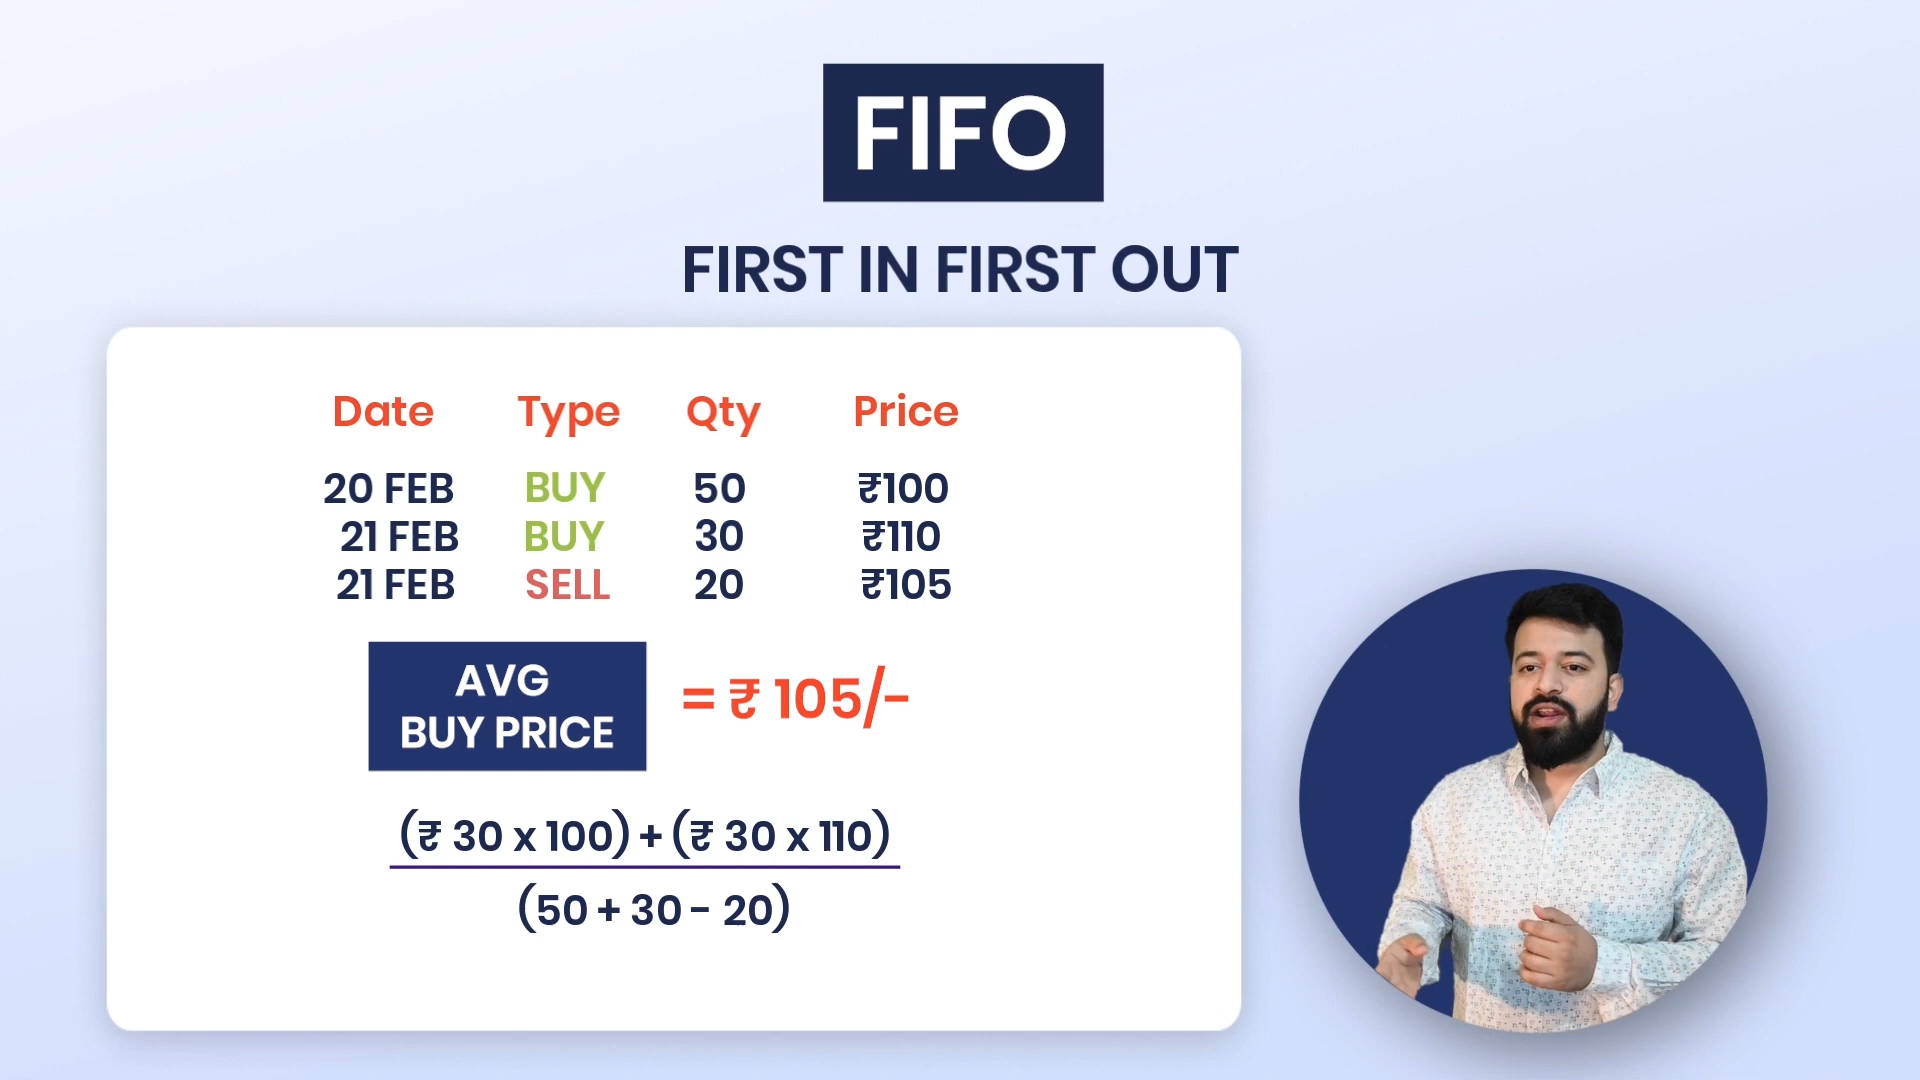 FIFO
FIRST IN FIRST OUT
Date Type Qty Price
20 FEB BUY 50 ₹100
21 FEB BUY 30 ₹110
21 FEB SELL 20 ₹105
AVG
BUY PRICE
= ₹ 105/-
(₹ 30 x 100) + (₹ 30 x 110)
(50 + 30 - 20)